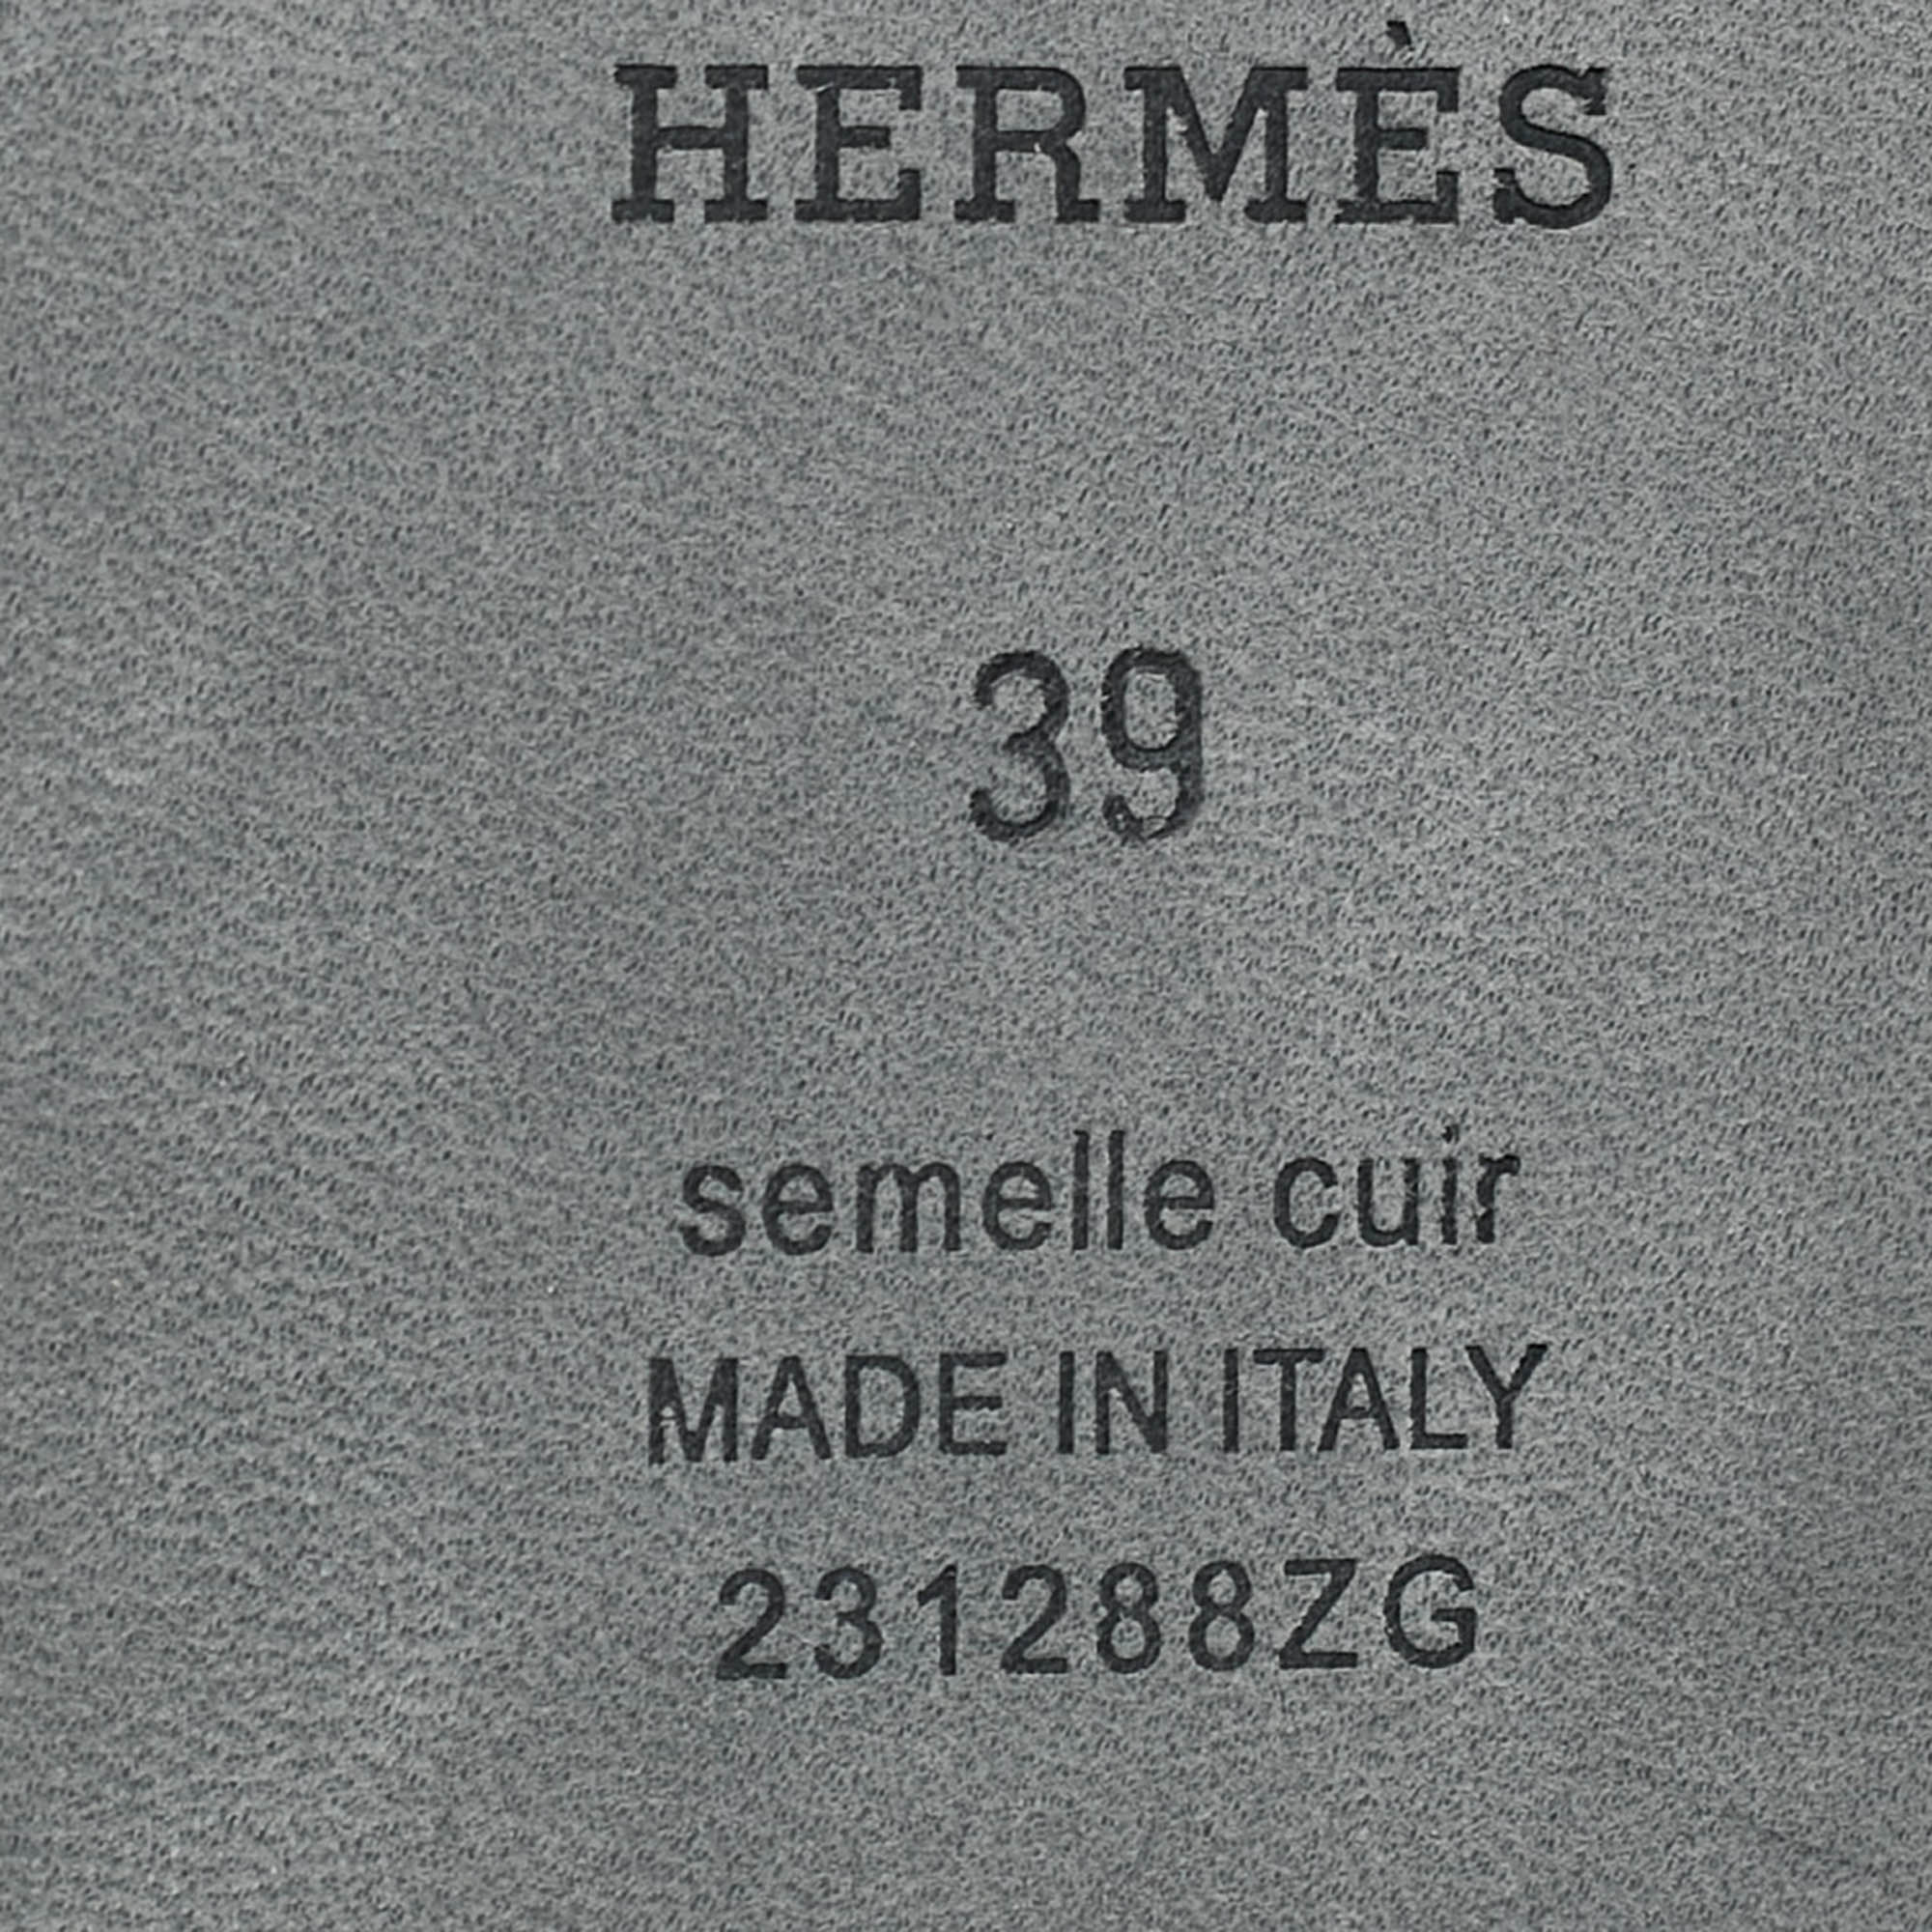 HERMÈS
39
semelle cuir
MADE IN ITALY
231288ZG